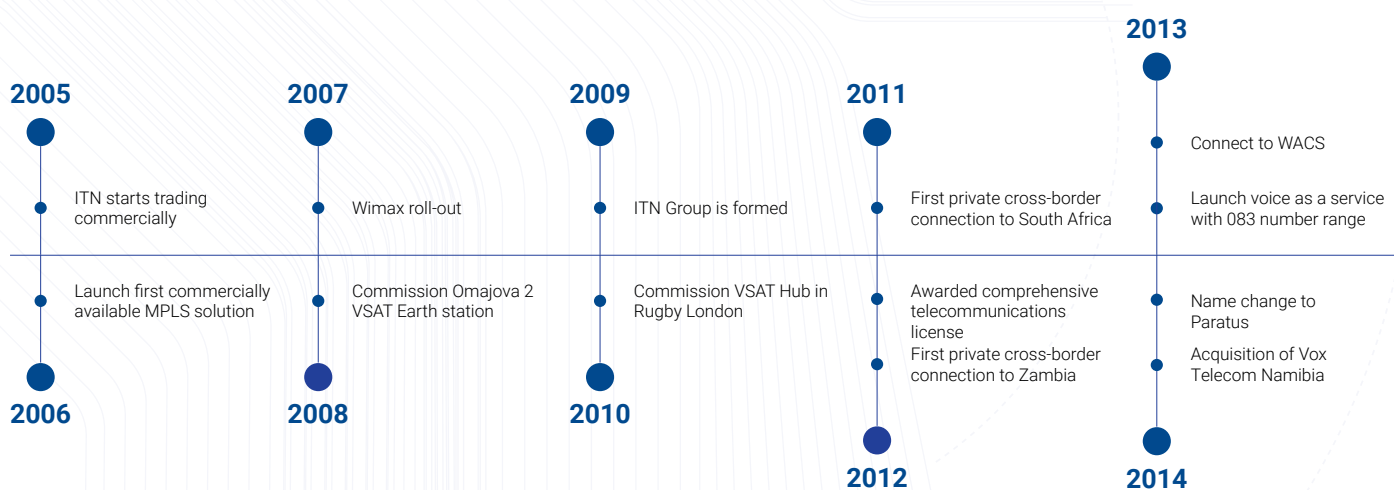 2005
ITN starts trading
commercially
Launch first commercially
available MPLS solution
2006
2007
Wimax roll-out
Commission Omajova 2
VSAT Earth station
2008
2009
ITN Group is formed
Commission VSAT Hub in
Rugby London
2010
2011
First private cross-border
connection to South Africa
Awarded comprehensive
telecommunications
license
First private cross-border
connection to Zambia
2012
2013
Connect to WACS
Launch voice as a service
with 083 number range
Name change to
Paratus
Acquisition of Vox
Telecom Namibia
2014